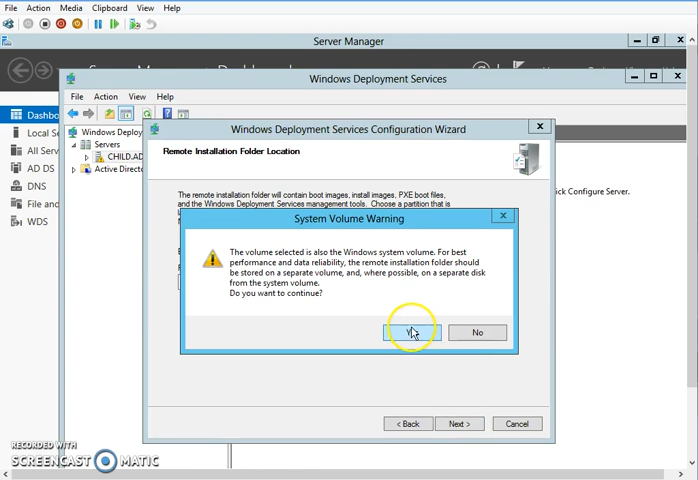 File Action Media Clipboard View Help
Server Manager
Windows Deployment Services
File Action View Help
Dashbo
Local Se
All Serv
AD DS
DNS
File and
WDS
Windows Deploy
Servers
CHILD.AD
Active Directo
Windows Deployment Services Configuration Wizard
Remote Installation Folder Location
The remote installation folder will contain boot images, install images, PXE boot files,
and the Windows Deployment Services management tools. Choose a partition that is
ick Configure Server.
System Volume Warning
The volume selected is also the Windows system volume. For best
performance and data reliability, the remote installation folder should
be stored on a separate volume, and, where possible, on a separate disk
from the system volume.
Do you want to continue?
No
< Back Next > Cancel
RECORDED WITH
SCREENCAST MATIC